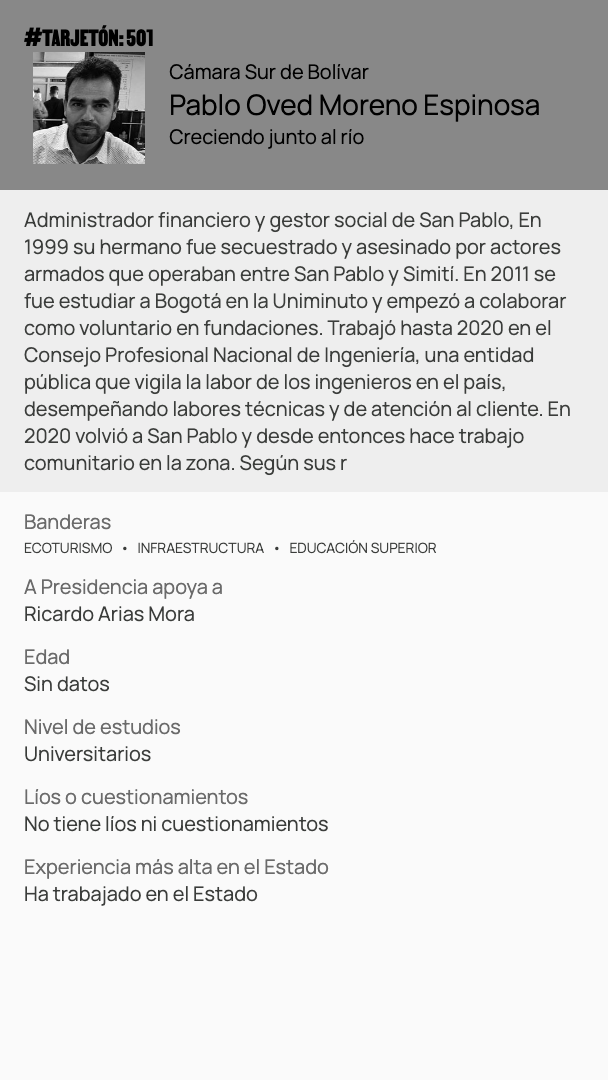 #TARJETÓN: 501
Cámara Sur de Bolívar
Pablo Oved Moreno Espinosa
Creciendo junto al río
Administrador financiero y gestor social de San Pablo, En
1999 su hermano fue secuestrado y asesinado por actores
armados que operaban entre San Pablo y Simití. En 2011 se
fue estudiar a Bogotá en la Uniminuto y empezó a colaborar
como voluntario en fundaciones. Trabajó hasta 2020 en el
Consejo Profesional Nacional de Ingeniería, una entidad
pública que vigila la labor de los ingenieros en el país,
desempeñando labores técnicas y de atención al cliente. En
2020 volvió a San Pablo y desde entonces hace trabajo
comunitario en la zona. Según sus r
Banderas
ECOTURISMO • INFRAESTRUCTURA • EDUCACIÓN SUPERIOR
A Presidencia apoya a
Ricardo Arias Mora
Edad
Sin datos
Nivel de estudios
Universitarios
Líos o cuestionamientos
No tiene líos ni cuestionamientos
Experiencia más alta en el Estado
Ha trabajado en el Estado